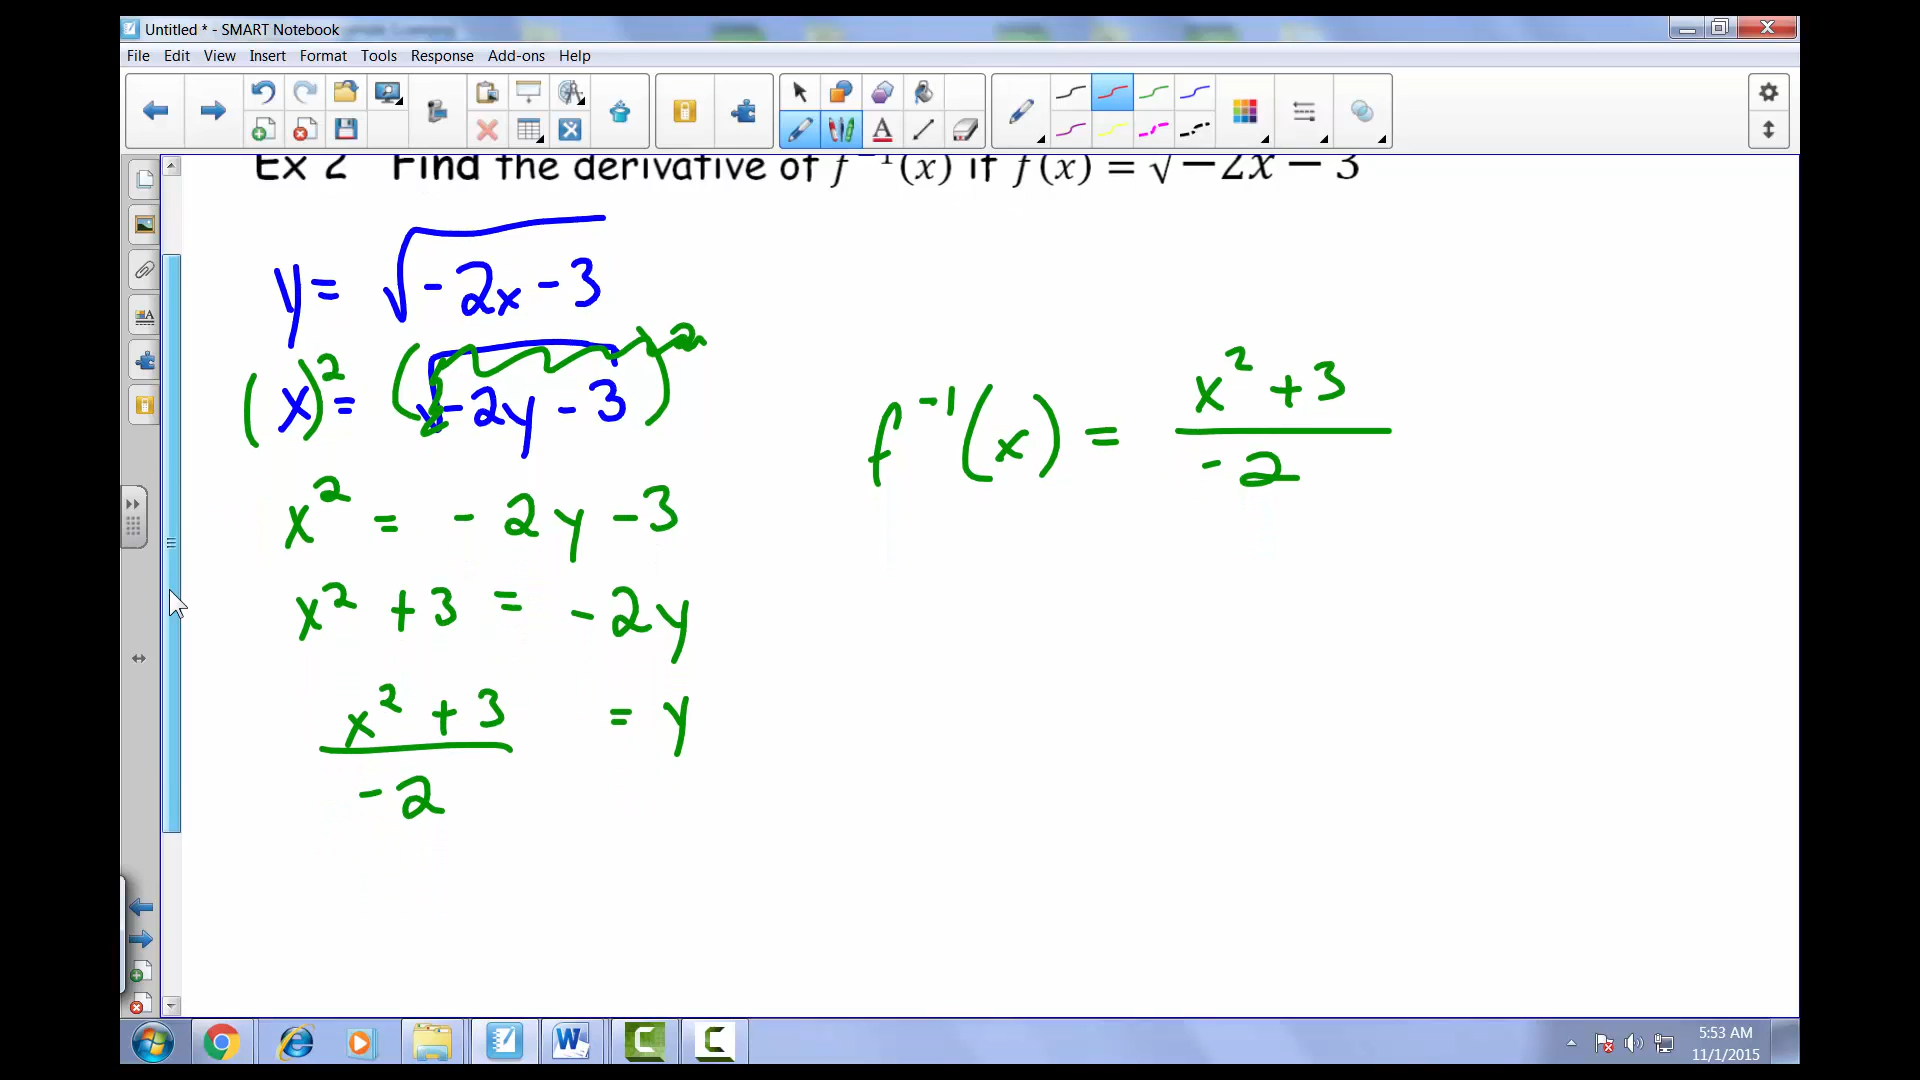 Untitled * - SMART Notebook
File Edit View Insert Format Tools Response Add-ons Help
Ex 2 Find the derivative of f⁻¹(x) if f(x) = √−2x − 3
y = √-2x - 3
(x)² = (√-2y - 3)²
x² = -2y - 3
x² + 3 = -2y
x² + 3 = y
-2
f⁻¹(x) = x² + 3
-2
5:53 AM
11/1/2015